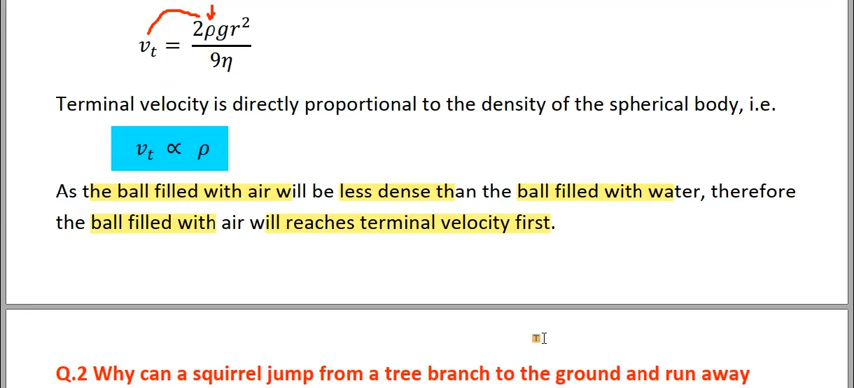 vₜ = 2ρgr² / 9η
Terminal velocity is directly proportional to the density of the spherical body, i.e.
vₜ ∝ ρ
As the ball filled with air will be less dense than the ball filled with water, therefore
the ball filled with air will reaches terminal velocity first.
Q.2 Why can a squirrel jump from a tree branch to the ground and run away